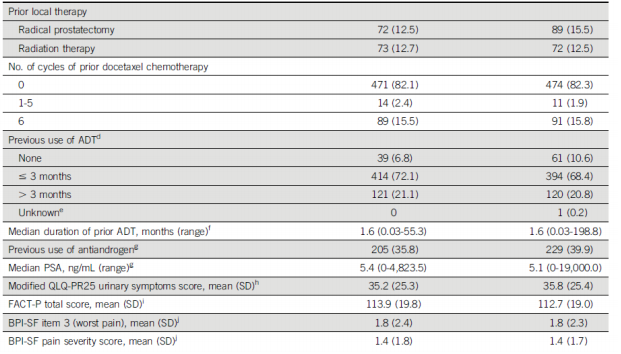 Prior local therapy
Radical prostatectomy 72 (12.5) 89 (15.5)
Radiation therapy 73 (12.7) 72 (12.5)
No. of cycles of prior docetaxel chemotherapy
0 471 (82.1) 474 (82.3)
1-5 14 (2.4) 11 (1.9)
6 89 (15.5) 91 (15.8)
Previous use of ADTᵈ
None 39 (6.8) 61 (10.6)
≤ 3 months 414 (72.1) 394 (68.4)
> 3 months 121 (21.1) 120 (20.8)
Unknownᵉ 0 1 (0.2)
Median duration of prior ADT, months (range)ᶠ 1.6 (0.03-55.3) 1.6 (0.03-198.8)
Previous use of antiandrogenᵍ 205 (35.8) 229 (39.9)
Median PSA, ng/mL (range)ᵍ 5.4 (0-4,823.5) 5.1 (0-19,000.0)
Modified QLQ-PR25 urinary symptoms score, mean (SD)ʰ 35.2 (25.3) 35.8 (25.4)
FACT-P total score, mean (SD)ⁱ 113.9 (19.8) 112.7 (19.0)
BPI-SF item 3 (worst pain), mean (SD)ʲ 1.8 (2.4) 1.8 (2.3)
BPI-SF pain severity score, mean (SD)ʲ 1.4 (1.8) 1.4 (1.7)